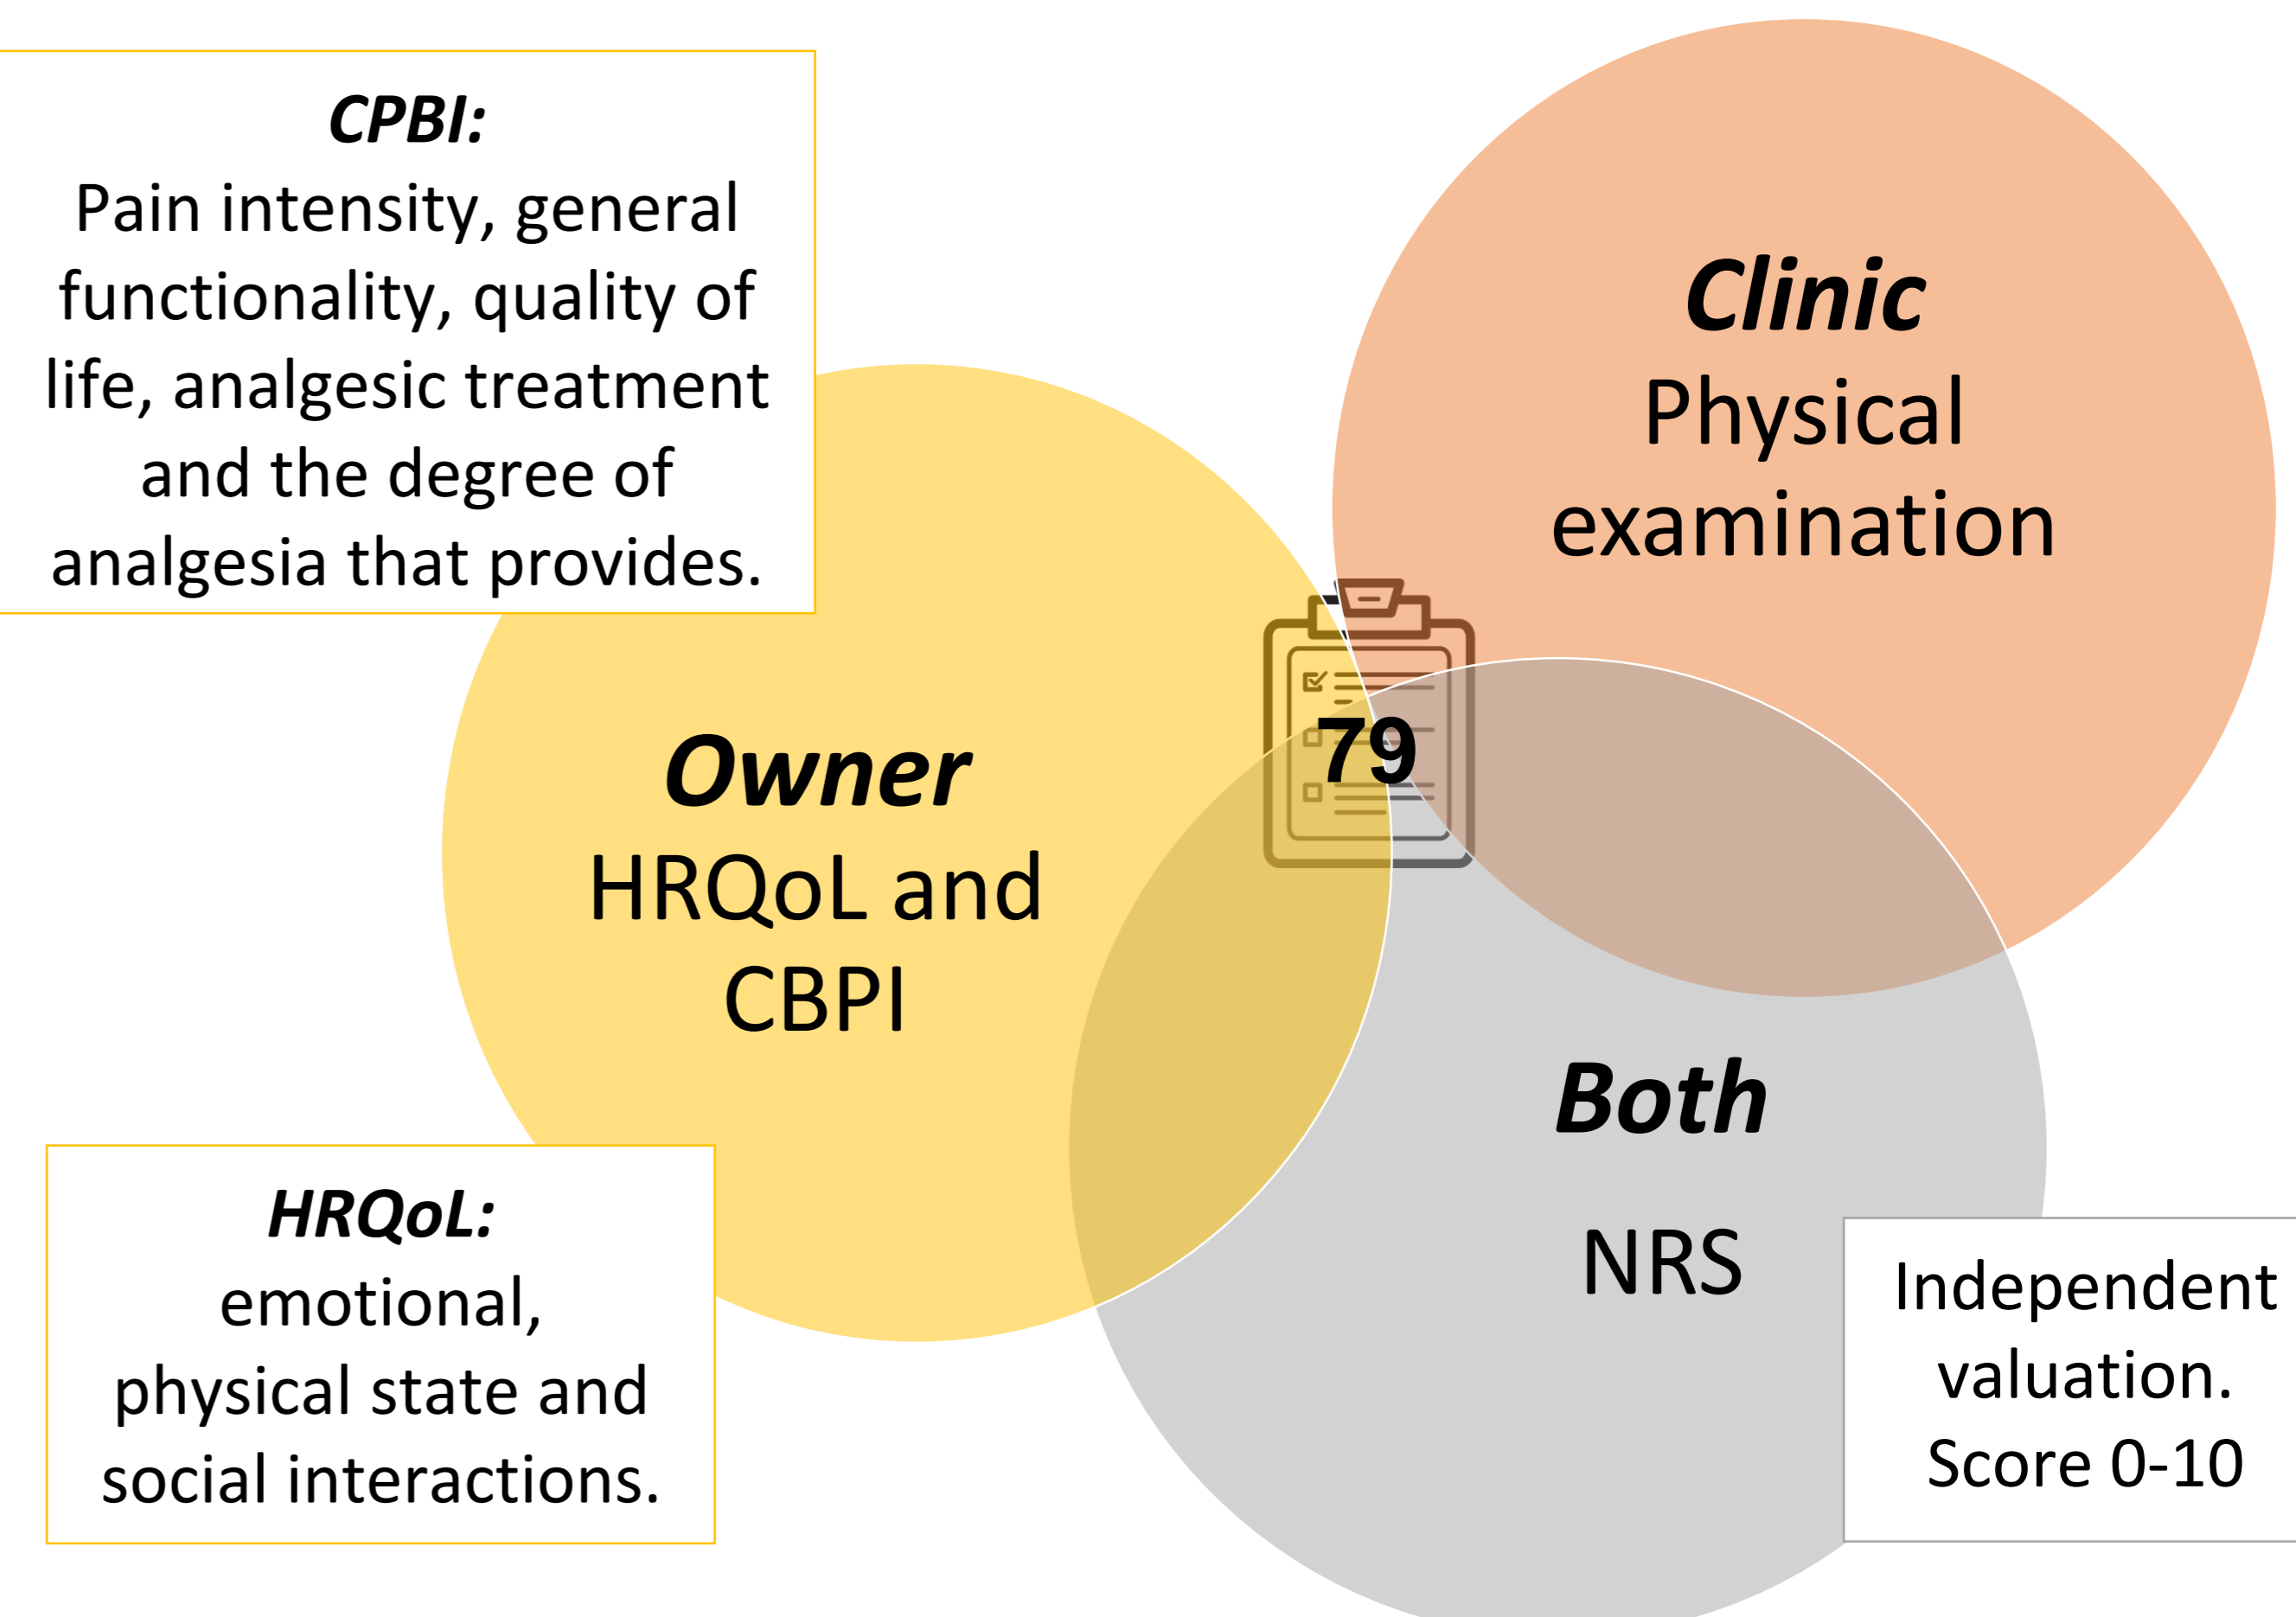 CPBI:
Pain intensity, general
functionality, quality of
life, analgesic treatment
and the degree of
analgesia that provides.
Clinic
Physical
examination
79
Owner
HRQoL and
CBPI
Both
NRS
HRQoL:
emotional,
physical state and
social interactions.
Independent
valuation.
Score 0-10